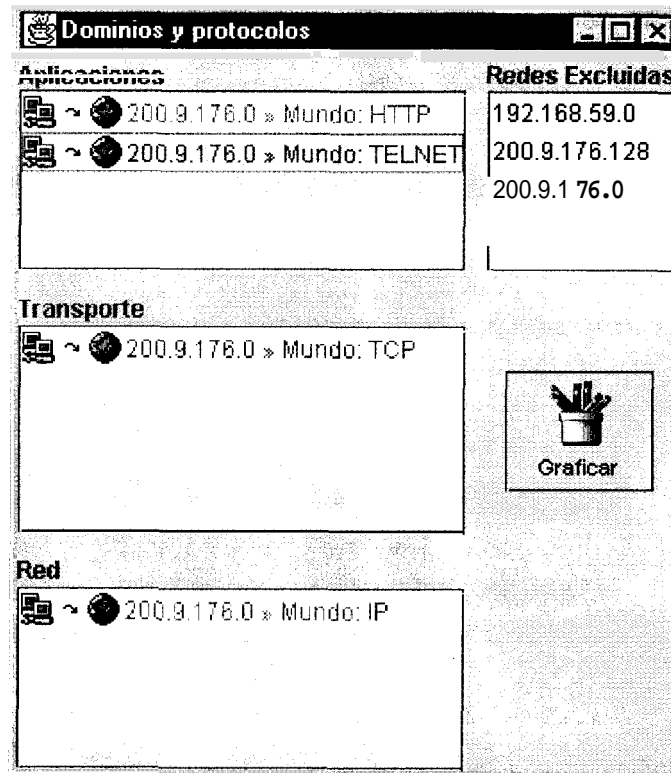 Dominios y protocolos
Aplicaciones
200.9.176.0 » Mundo: HTTP
200.9.176.0 » Mundo: TELNET
Redes Excluidas
192.168.59.0
200.9.176.128
200.9.1 76.0
Transporte
200.9.176.0 » Mundo: TCP
Graficar
Red
200.9.176.0 » Mundo: IP